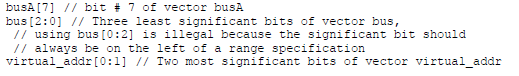 busA[7] // bit # 7 of vector busA
bus[2:0] // Three least significant bits of vector bus,
// using bus[0:2] is illegal because the significant bit should
// always be on the left of a range specification
virtual_addr[0:1] // Two most significant bits of vector virtual_addr